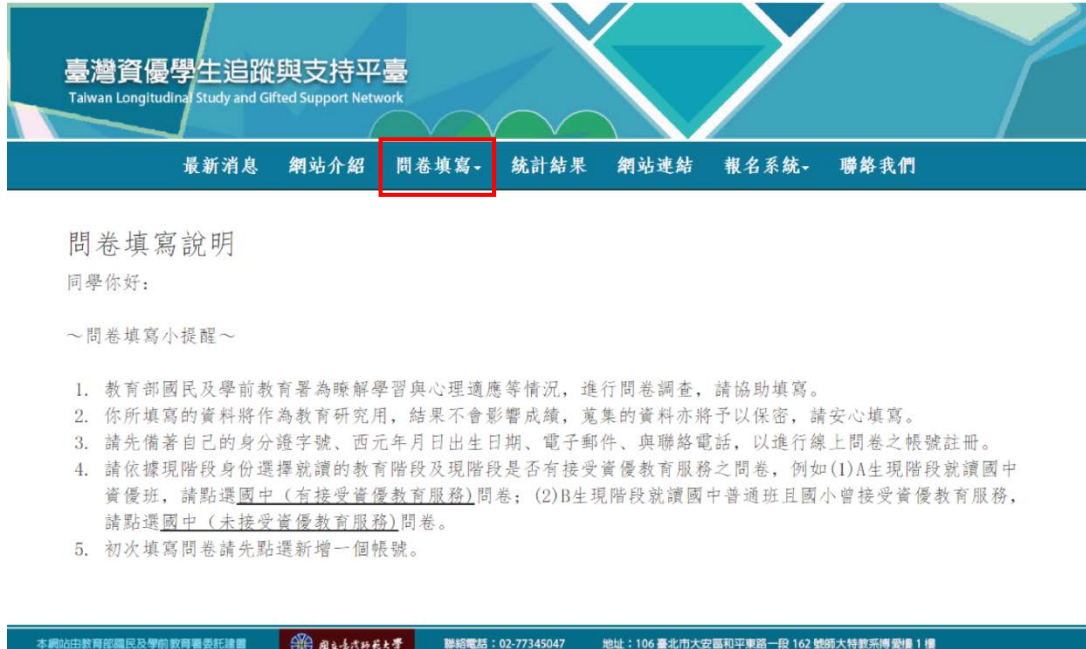 臺灣資優學生追蹤與支持平臺
Taiwan Longitudinal Study and Gifted Support Network
最新消息 網站介紹 問卷填寫 統計結果 網站連結 報名系統 聯絡我們
問卷填寫說明
同學你好:
～問卷填寫小提醒～
1. 教育部國民及學前教育署為瞭解學習與心理適應等情況,進行問卷調查,請協助填寫。
2. 你所填寫的資料將作為教育研究用,結果不會影響成績,蒐集的資料亦將予以保密,請安心填寫。
3. 請先備著自己的身分證字號、西元年月日出生日期、電子郵件、與聯絡電話,以進行線上問卷之帳號註冊。
4. 請依據現階段身份選擇就讀的教育階段及現階段是否有接受資優教育服務之問卷,例如(1)A生現階段就讀國中
資優班,請點選國中(有接受資優教育服務)問卷;(2)B生現階段就讀國中普通班且國小曾接受資優教育服務,
請點選國中(未接受資優教育服務)問卷。
5. 初次填寫問卷請先點選新增一個帳號。
本網站由教育部國民及學前教育署委託建置 國立臺灣師範大學 聯絡電話:02-77345047 地址:106 臺北市大安區和平東路一段 162 號師大特教系博愛樓 1 樓